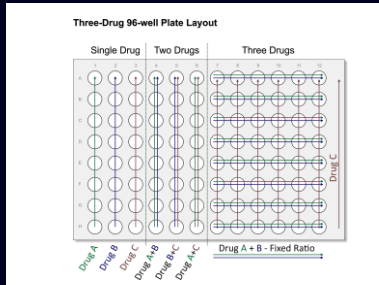 Three-Drug 96-well Plate Layout
Single Drug Two Drugs Three Drugs
1 2 3 4 5 6 7 8 9 10 11 12
A
B
C
D
E
F
G
H
Drug C
Drug A Drug B Drug C Drug A+B Drug B+C Drug A+C
Drug A + B - Fixed Ratio